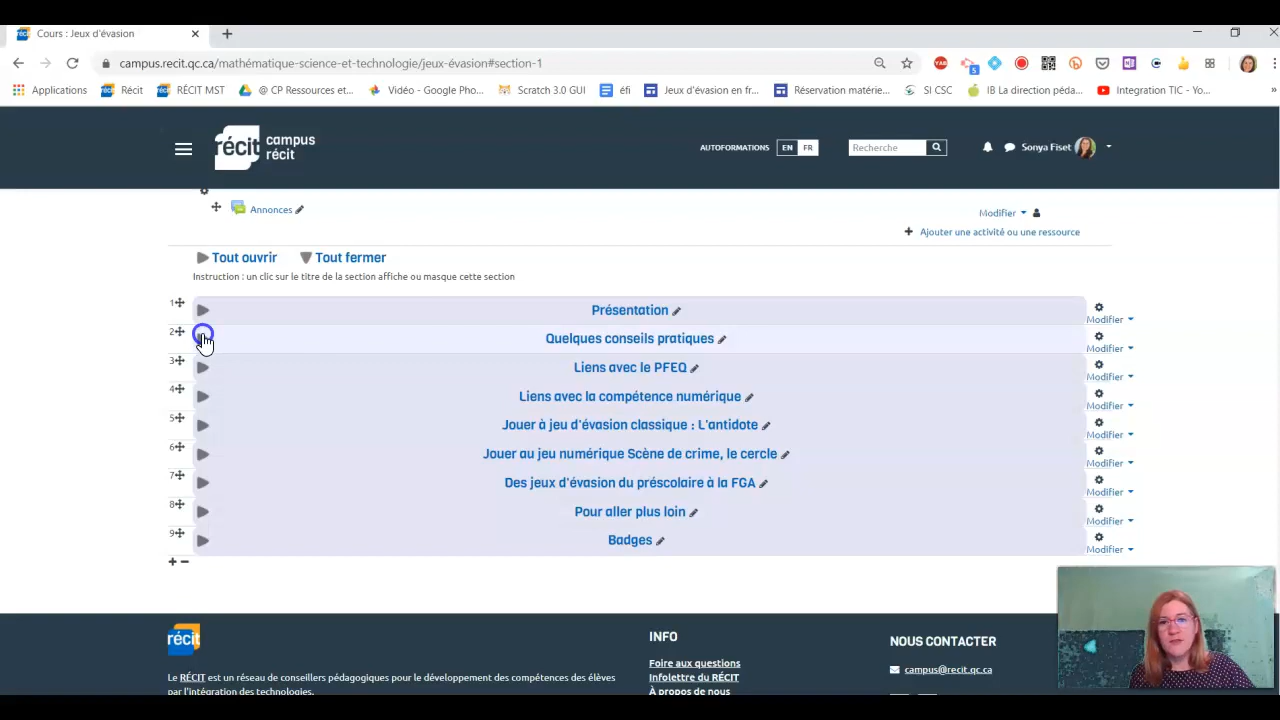 Cours : Jeux d'évasion
campus.recit.qc.ca/mathématique-science-et-technologie/jeux-évasion#section-1
Applications Récit RÉCIT MST @ P3.0 Ressources et... Vidéo - Google Pho... Scratch 3.0 GUI éfi Jeux d'évasion en fr... Réservation matérie... SI CSC IB La direction péda... Integration TIC - Yo...
récit campus récit
AUTOFORMATIONS EN FR Recherche Sonya Fiset
Annonces
Modifier
Ajouter une activité ou une ressource
Tout ouvrir Tout fermer
Instruction : un clic sur le titre de la section affiche ou masque cette section
1 Présentation
Modifier
2 Quelques conseils pratiques
Modifier
3 Liens avec le PFEQ
Modifier
4 Liens avec la compétence numérique
Modifier
5 Jouer à jeu d'évasion classique : L'antidote
Modifier
6 Jouer au jeu numérique Scène de crime, le cercle
Modifier
7 Des jeux d'évasion du préscolaire à la FGA
Modifier
8 Pour aller plus loin
Modifier
9 Badges
Modifier
récit
Le RÉCIT est un réseau de conseillers pédagogiques pour le développement des compétences des élèves
par l'intégration des technologies.
INFO
Foire aux questions
Infolettre du RÉCIT
À propos de nous
NOUS CONTACTER
campus@recit.qc.ca